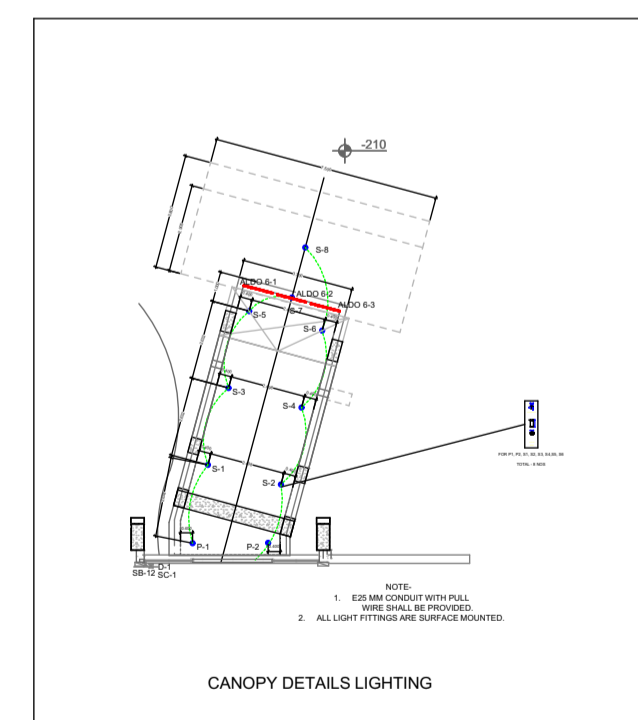 -210
S-8
ALDO 6-1
ALDO 6-2
ALDO 6-3
S-5
S-7
S-6
S-3
S-4
S-1
S-2
P-1
P-2
D-1
SB-12
SC-1
FOR P1, P2, S1, S2, S3, S4,S5, S6
TOTAL - 8 NOS
NOTE-
1. E25 MM CONDUIT WITH PULL
WIRE SHALL BE PROVIDED.
2. ALL LIGHT FITTINGS ARE SURFACE MOUNTED.
CANOPY DETAILS LIGHTING